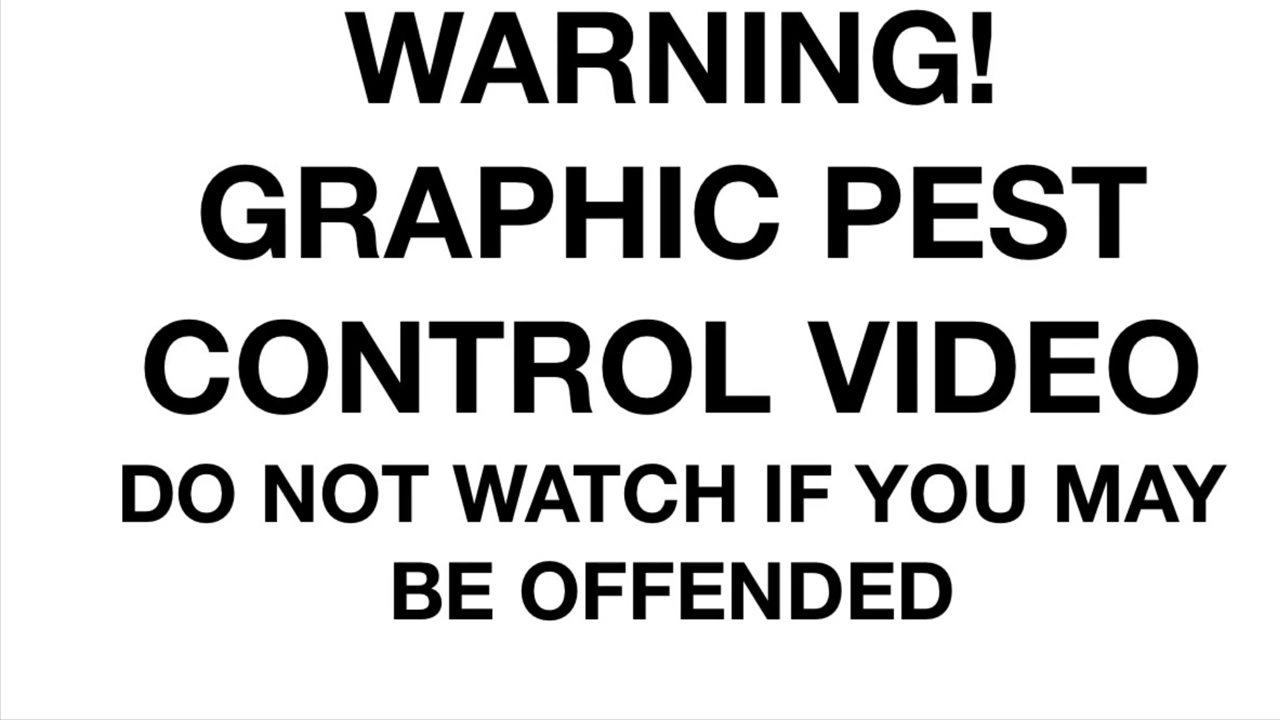 WARNING!
GRAPHIC PEST
CONTROL VIDEO
DO NOT WATCH IF YOU MAY
BE OFFENDED